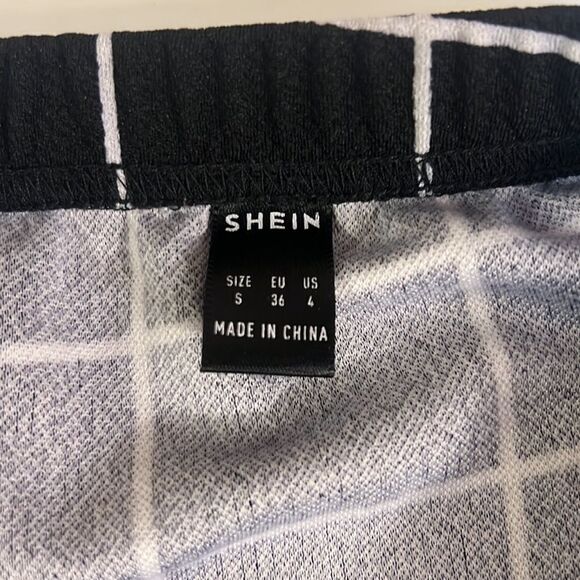 SHEIN
SIZE EU US
S 36 4
MADE IN CHINA